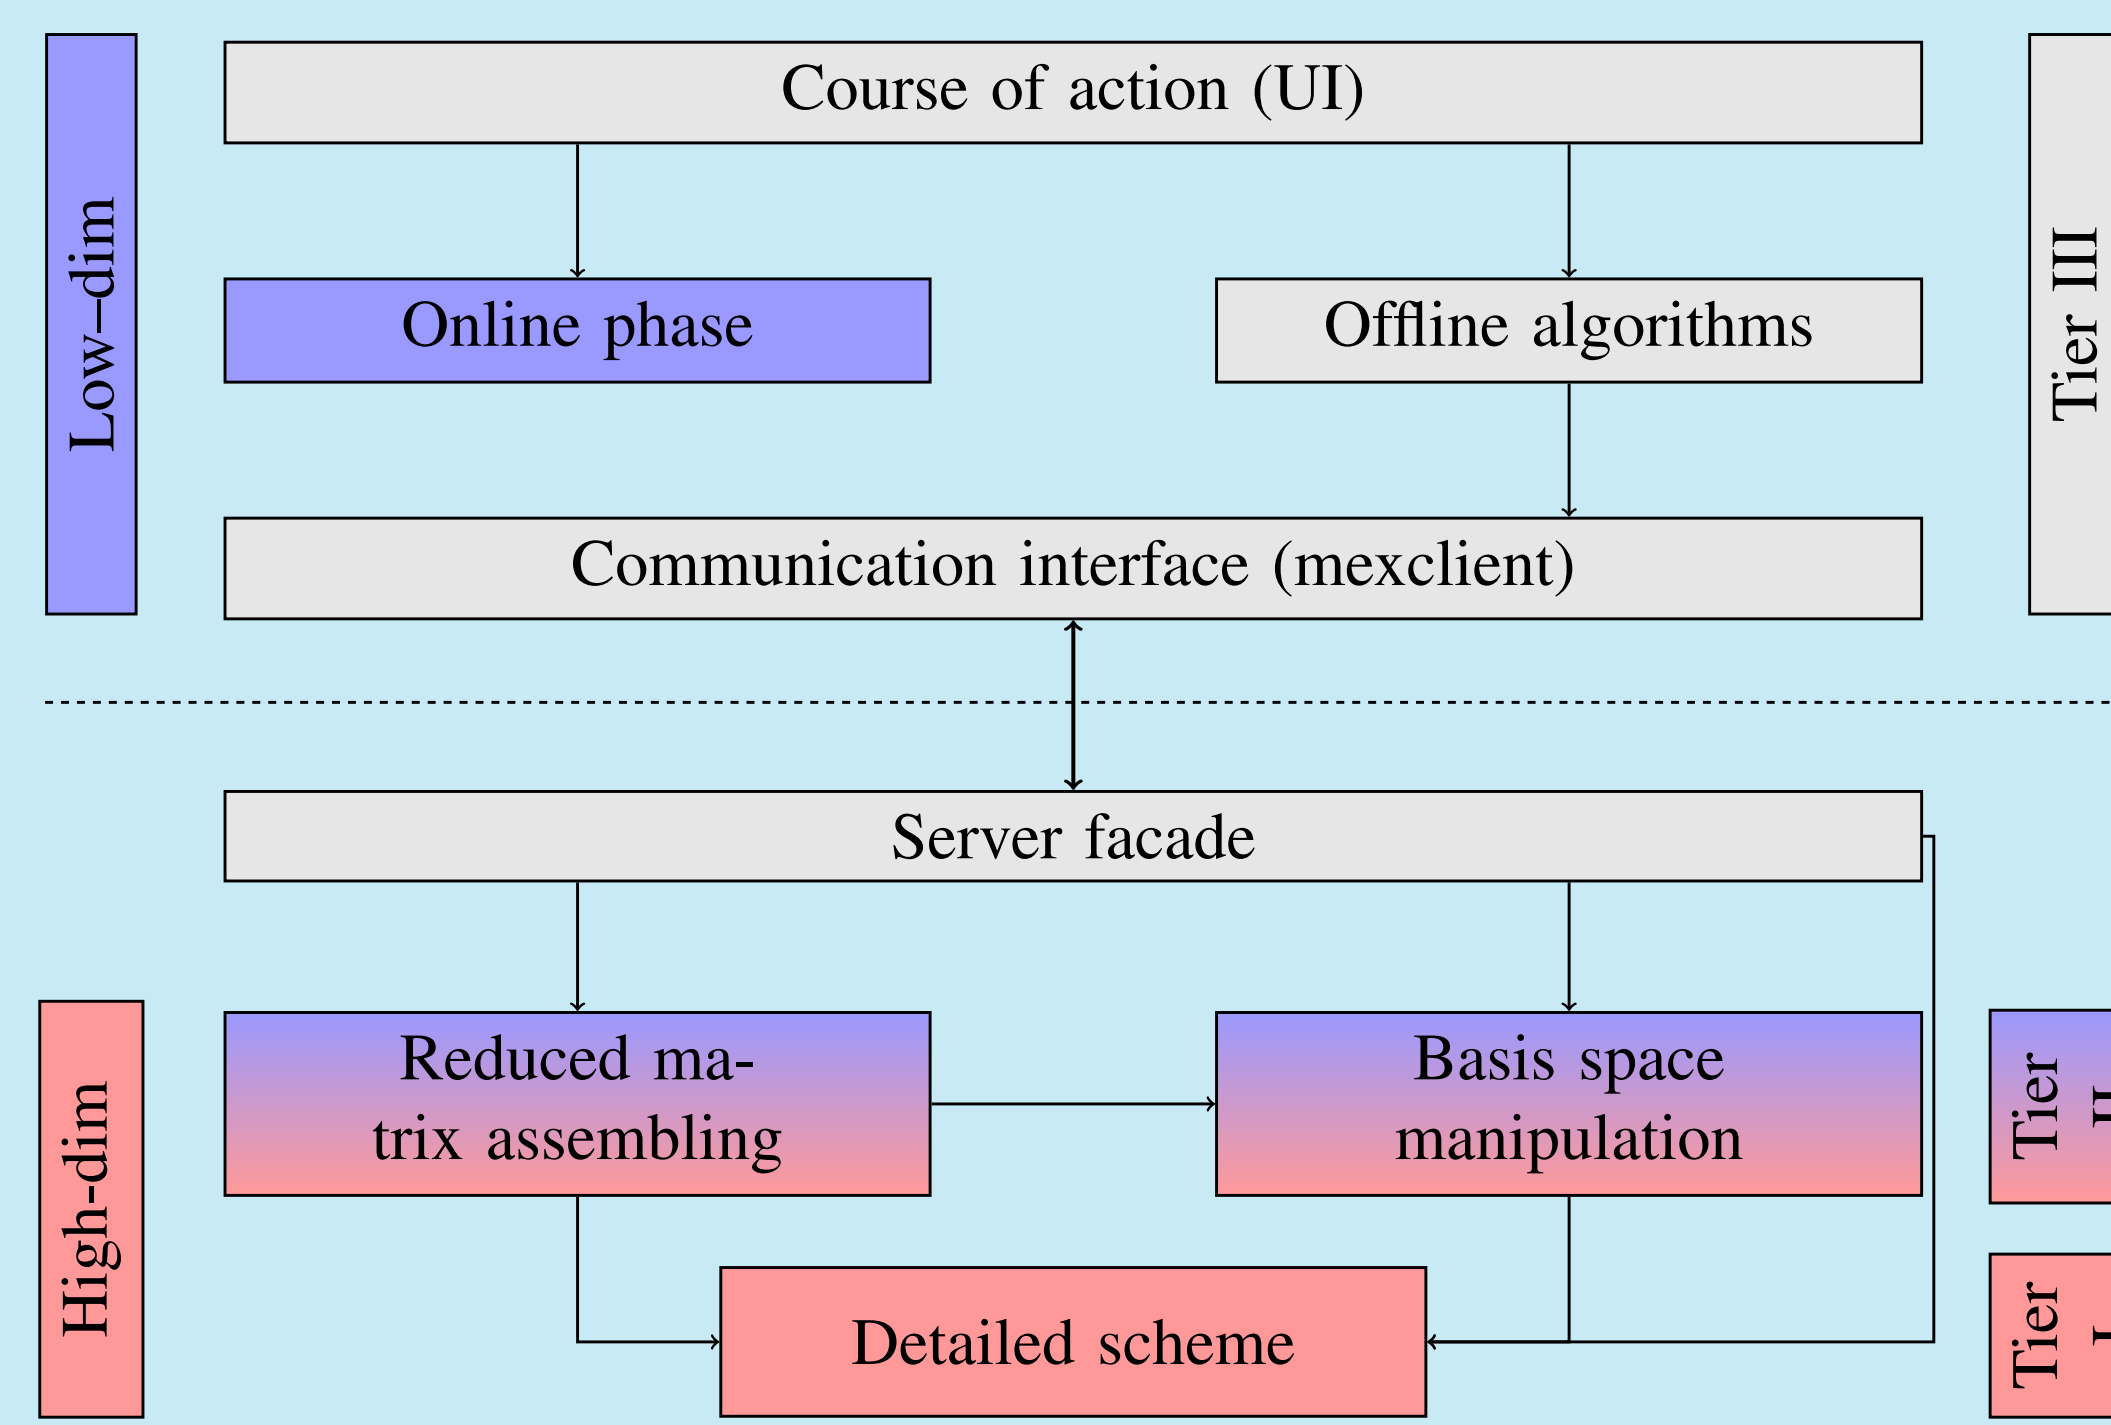 Course of action (UI)
Low–dim
Online phase
Offline algorithms
Tier III
Communication interface (mexclient)
Server facade
High-dim
Reduced ma-
trix assembling
Basis space
manipulation
Tier
II
Detailed scheme
Tier
I